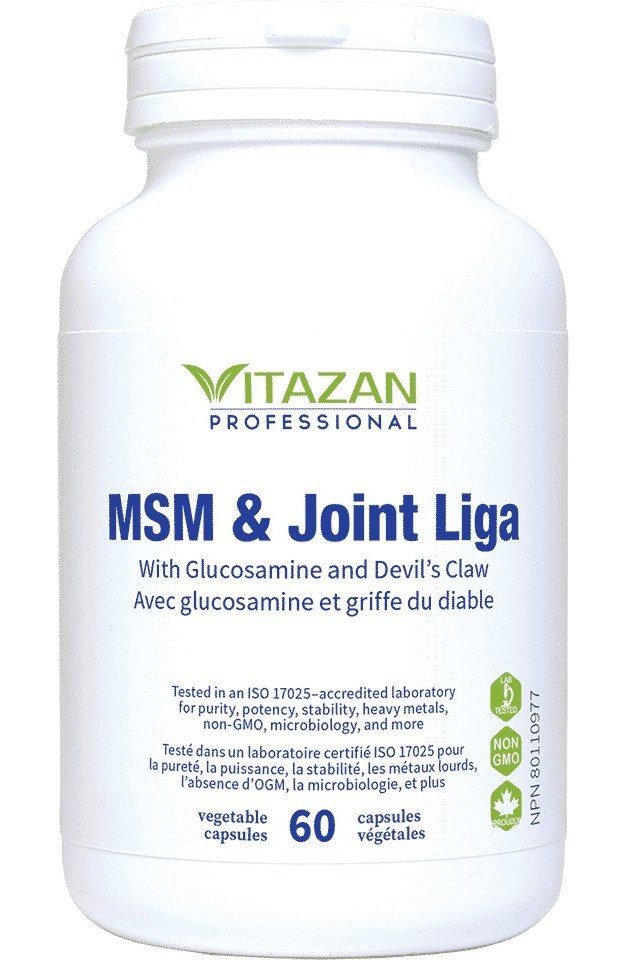 VITAZAN
PROFESSIONAL
MSM & Joint Liga
With Glucosamine and Devil's Claw
Avec glucosamine et griffe du diable
Tested in an ISO 17025–accredited laboratory
for purity, potency, stability, heavy metals,
non-GMO, microbiology, and more
Testé dans un laboratoire certifié ISO 17025 pour
la pureté, la puissance, la stabilité, les métaux lourds,
l'absence d'OGM, la microbiologie, et plus
vegetable
capsules
60
capsules
végétales
LAB
TESTED
NON
GMO
PROUDLY
NPN 80110977